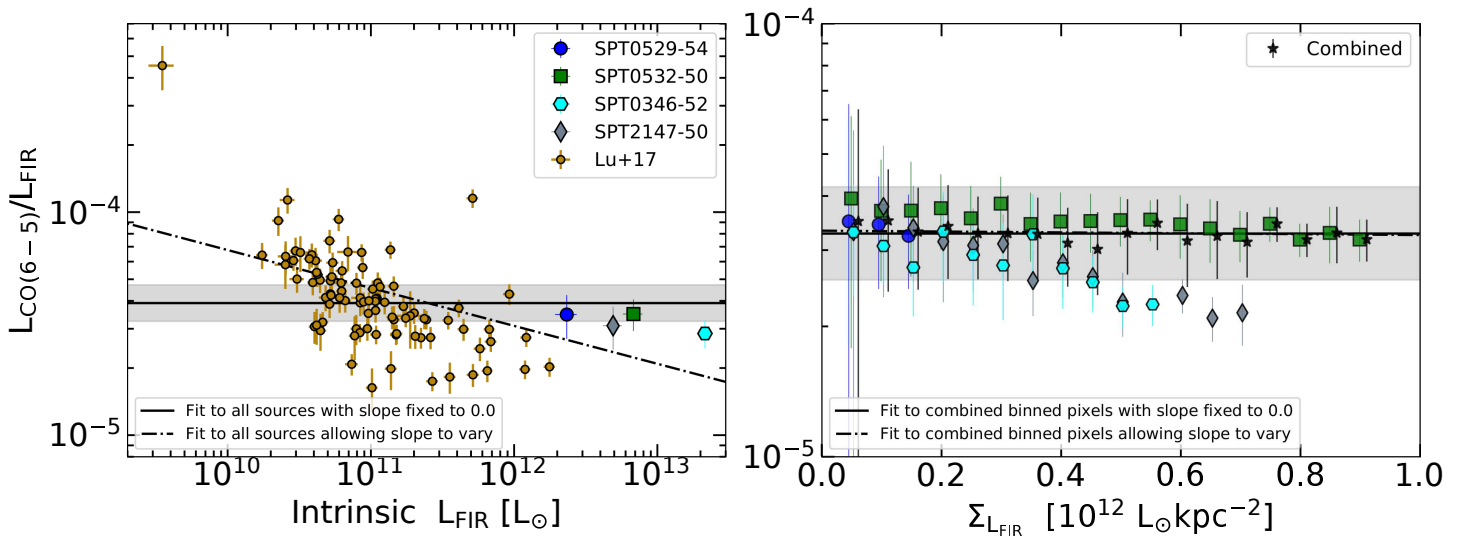 L_CO(6-5)/L_FIR
10^-4
10^-5
SPT0529-54
SPT0532-50
SPT0346-52
SPT2147-50
Lu+17
Fit to all sources with slope fixed to 0.0
Fit to all sources allowing slope to vary
10^10 10^11 10^12 10^13
Intrinsic L_FIR [L_⊙]
10^-4
10^-5
Combined
Fit to combined binned pixels with slope fixed to 0.0
Fit to combined binned pixels allowing slope to vary
0.0 0.2 0.4 0.6 0.8 1.0
Σ_L_FIR [10^12 L_⊙kpc^-2]